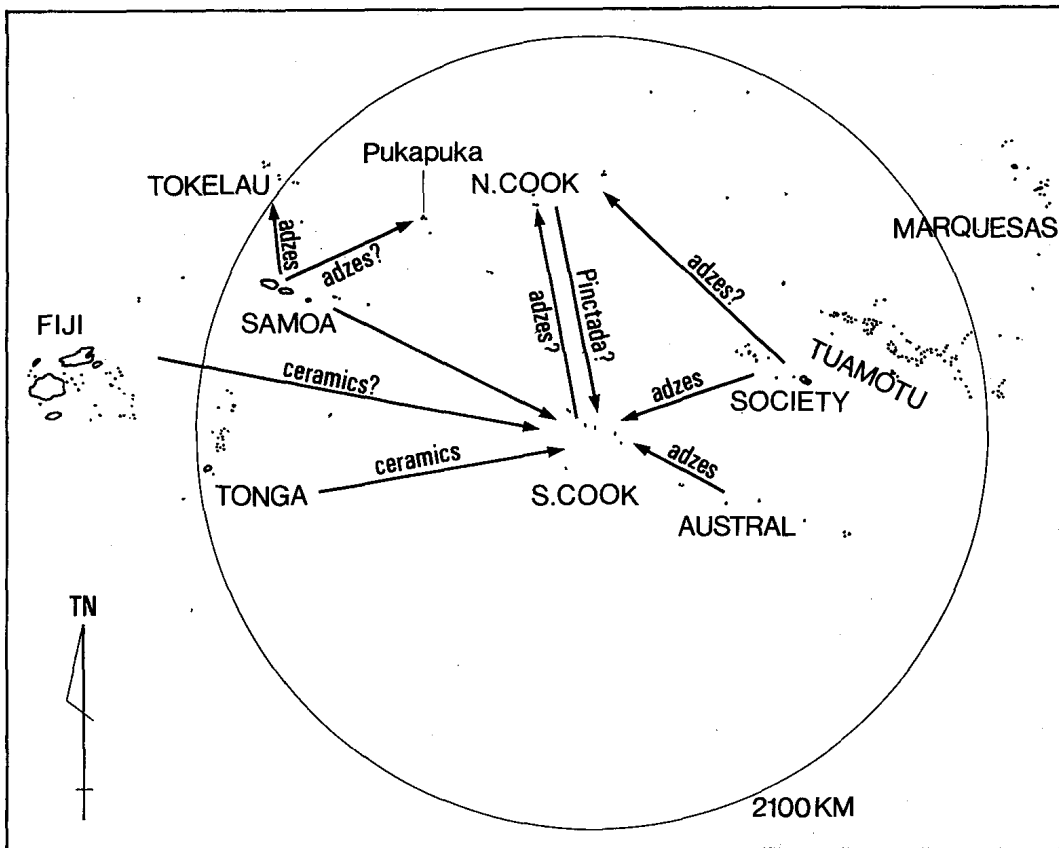 Pukapuka
TOKELAU
N.COOK
MARQUESAS
adzes
adzes?
adzes?
Pinctada?
adzes?
SAMOA
FIJI
TUAMOTU
ceramics?
adzes
SOCIETY
ceramics
adzes
TONGA
S.COOK
AUSTRAL
TN
2100KM